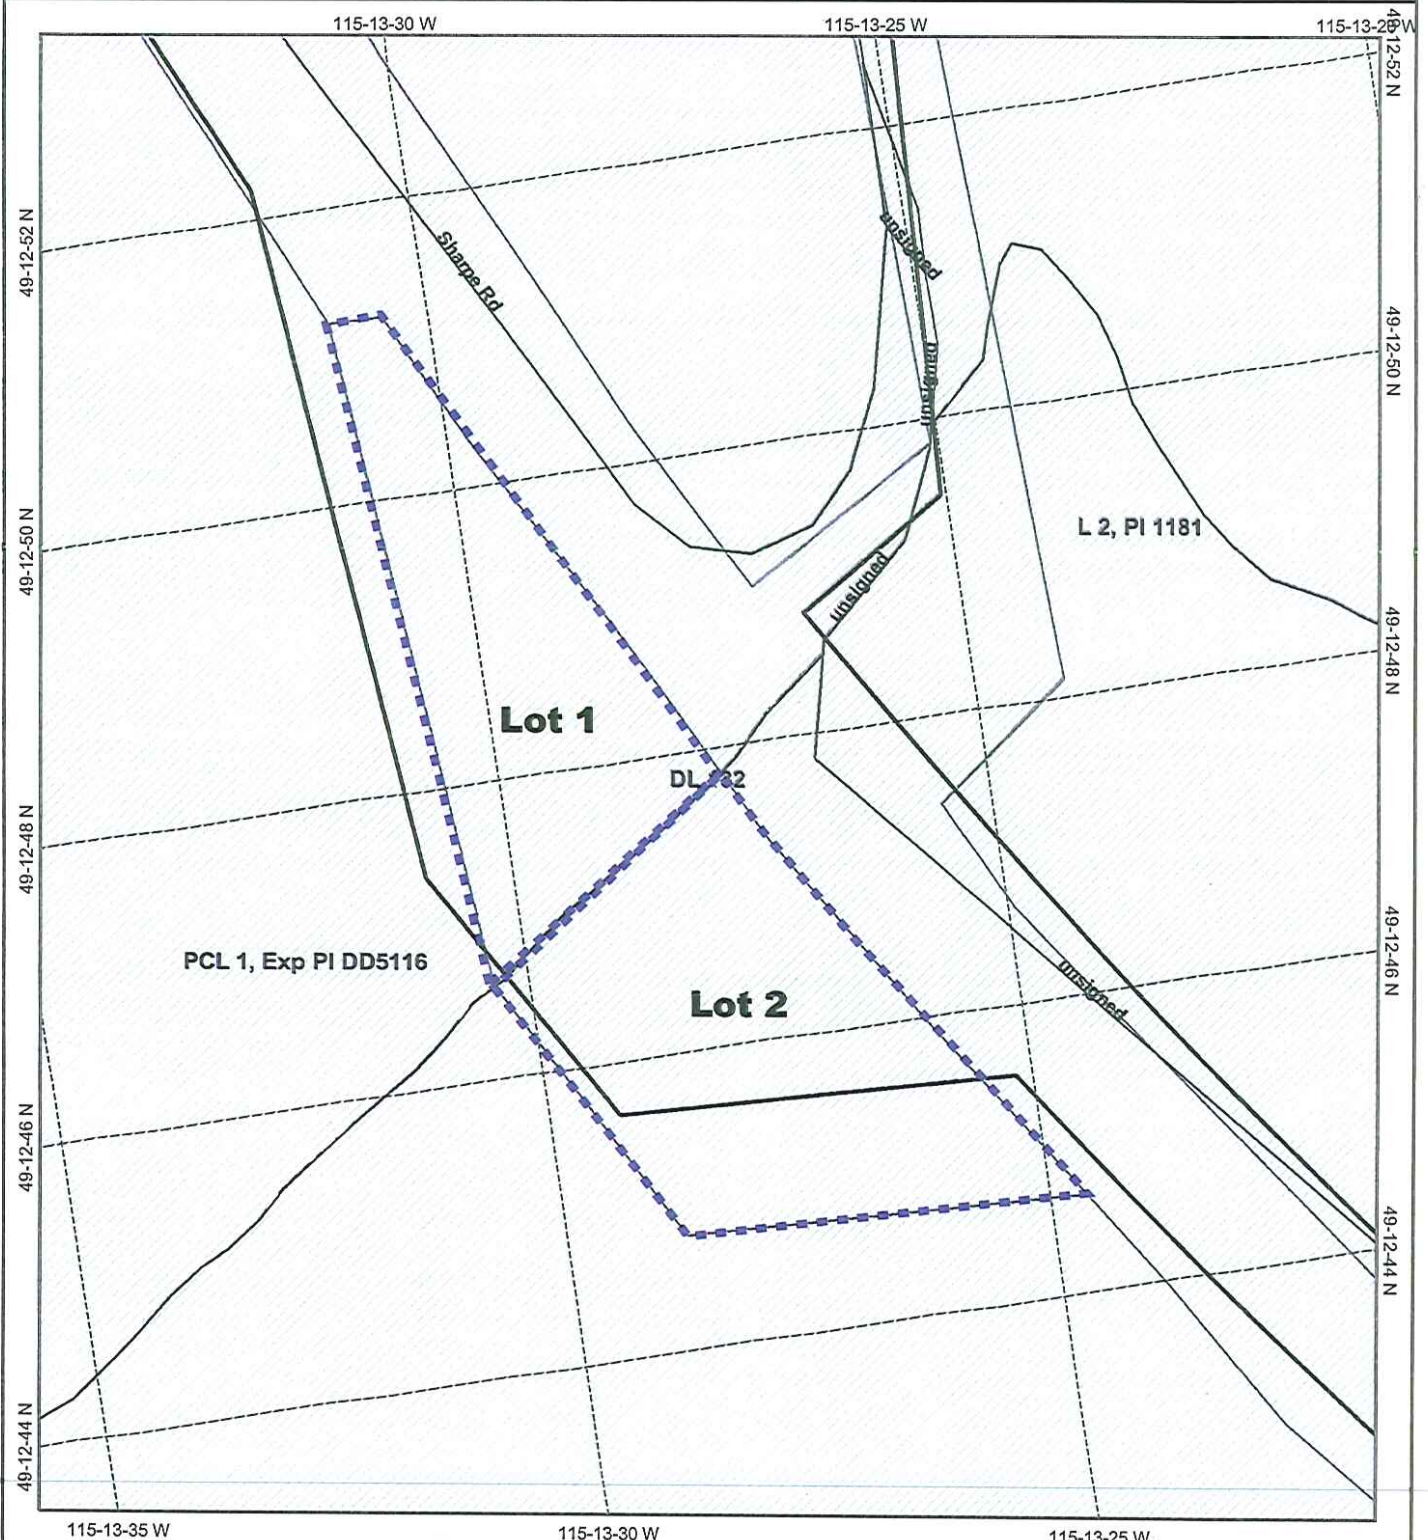 115-13-30 W
115-13-25 W
115-13-2
49-12-52 N
49-12-52 N
unsigned
Sharpe Rd
49-12-50 N
unsigned
L 2, Pl 1181
49-12-50 N
unsigned
49-12-48 N
Lot 1
DL
49-12-48 N
PCL 1, Exp Pl DD5116
49-12-46 N
unsigned
Lot 2
49-12-46 N
49-12-44 N
49-12-44 N
115-13-35 W
115-13-30 W
115-13-25 W